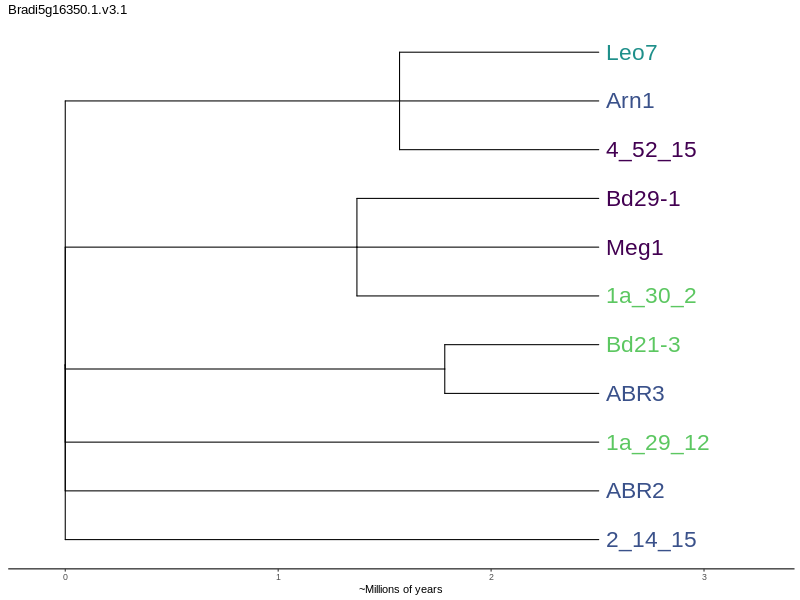 Bradi5g16350.1.v3.1
Leo7
Arn1
4_52_15
Bd29-1
Meg1
1a_30_2
Bd21-3
ABR3
1a_29_12
ABR2
2_14_15
0 1 2 3
~Millions of years